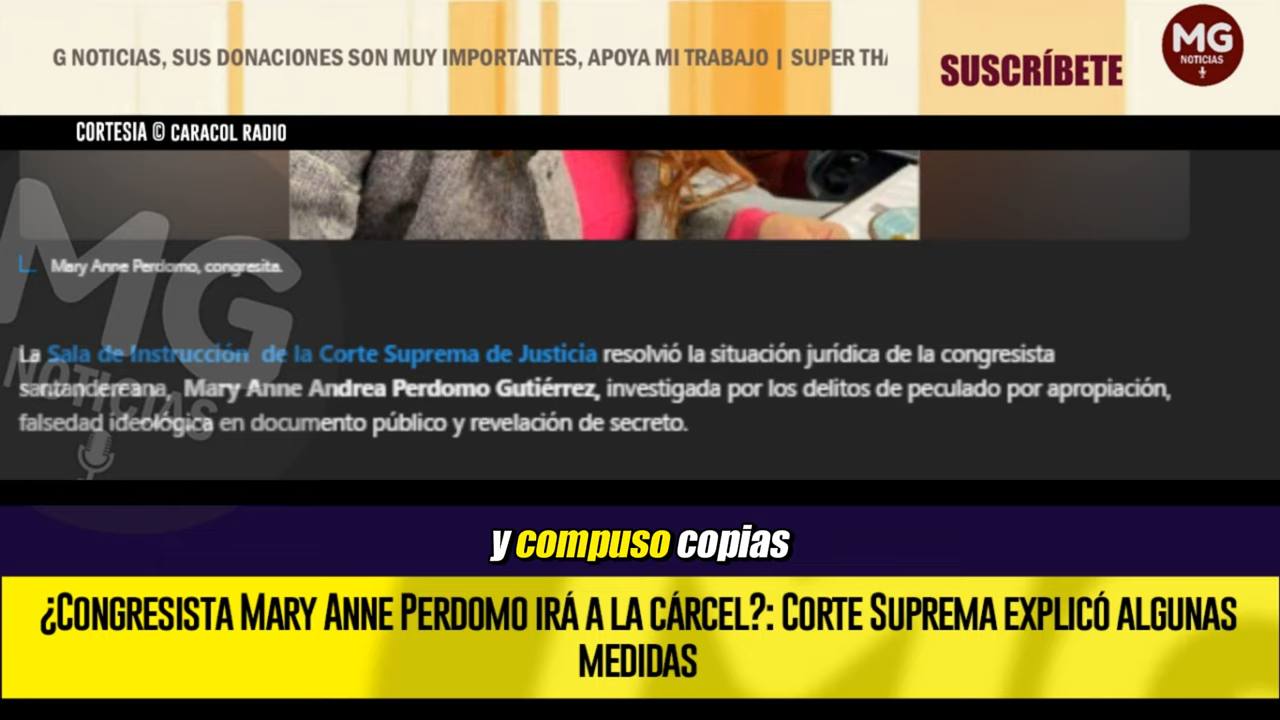 G NOTICIAS, SUS DONACIONES SON MUY IMPORTANTES, APOYA MI TRABAJO | SUPER THA
SUSCRÍBETE
MG
NOTICIAS
CORTESIA © CARACOL RADIO
Mary Anne Perdomo, congresita.
MG
NOTICIAS
La Sala de Instrucción de la Corte Suprema de Justicia resolvió la situación jurídica de la congresista
santandereana, Mary Anne Andrea Perdomo Gutiérrez, investigada por los delitos de peculado por apropiación,
falsedad ideológica en documento público y revelación de secreto.
y compuso copias
¿CONGRESISTA MARY ANNE PERDOMO IRÁ A LA CÁRCEL?: CORTE SUPREMA EXPLICÓ ALGUNAS
MEDIDAS